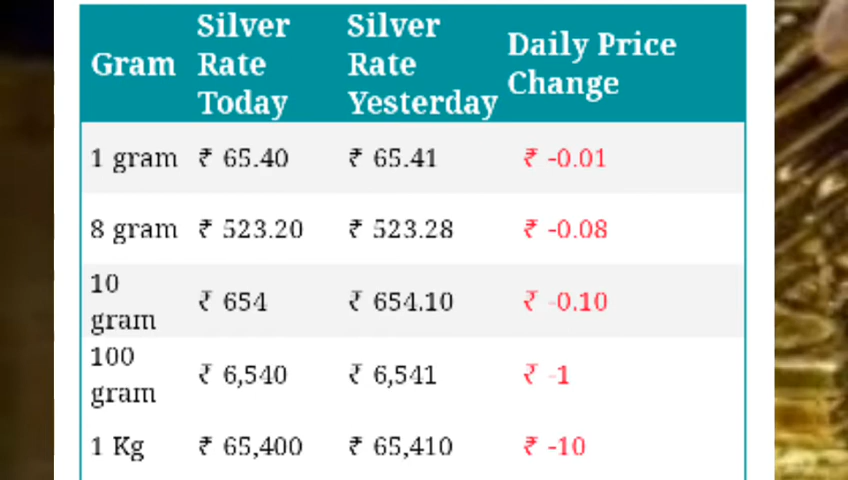 Gram Silver Rate Today Silver Rate Yesterday Daily Price Change
1 gram ₹ 65.40 ₹ 65.41 ₹ -0.01
8 gram ₹ 523.20 ₹ 523.28 ₹ -0.08
10 gram ₹ 654 ₹ 654.10 ₹ -0.10
100 gram ₹ 6,540 ₹ 6,541 ₹ -1
1 Kg ₹ 65,400 ₹ 65,410 ₹ -10